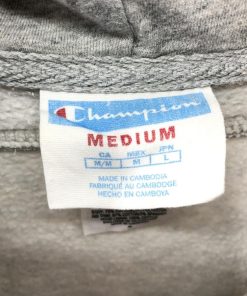 Champion
MEDIUM
CA MEX JPN
M/M M L
MADE IN CAMBODIA
FABRIQUÉ AU CAMBODGE
HECHO EN CAMBOYA